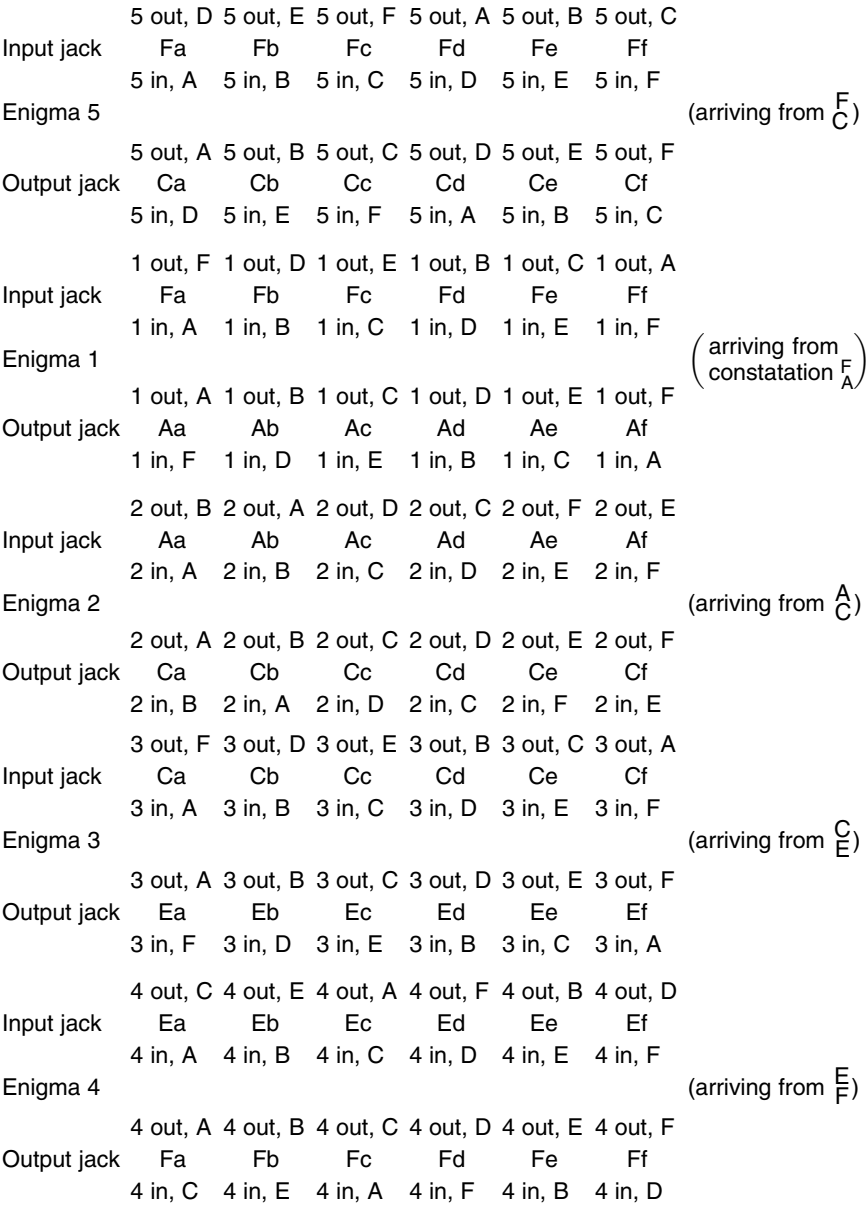 5 out, D 5 out, E 5 out, F 5 out, A 5 out, B 5 out, C
Input jack Fa Fb Fc Fd Fe Ff
5 in, A 5 in, B 5 in, C 5 in, D 5 in, E 5 in, F
Enigma 5 (arriving from F C)
5 out, A 5 out, B 5 out, C 5 out, D 5 out, E 5 out, F
Output jack Ca Cb Cc Cd Ce Cf
5 in, D 5 in, E 5 in, F 5 in, A 5 in, B 5 in, C
1 out, F 1 out, D 1 out, E 1 out, B 1 out, C 1 out, A
Input jack Fa Fb Fc Fd Fe Ff
1 in, A 1 in, B 1 in, C 1 in, D 1 in, E 1 in, F
Enigma 1 (arriving from
constatation F A)
1 out, A 1 out, B 1 out, C 1 out, D 1 out, E 1 out, F
Output jack Aa Ab Ac Ad Ae Af
1 in, F 1 in, D 1 in, E 1 in, B 1 in, C 1 in, A
2 out, B 2 out, A 2 out, D 2 out, C 2 out, F 2 out, E
Input jack Aa Ab Ac Ad Ae Af
2 in, A 2 in, B 2 in, C 2 in, D 2 in, E 2 in, F
Enigma 2 (arriving from A C)
2 out, A 2 out, B 2 out, C 2 out, D 2 out, E 2 out, F
Output jack Ca Cb Cc Cd Ce Cf
2 in, B 2 in, A 2 in, D 2 in, C 2 in, F 2 in, E
3 out, F 3 out, D 3 out, E 3 out, B 3 out, C 3 out, A
Input jack Ca Cb Cc Cd Ce Cf
3 in, A 3 in, B 3 in, C 3 in, D 3 in, E 3 in, F
Enigma 3 (arriving from C E)
3 out, A 3 out, B 3 out, C 3 out, D 3 out, E 3 out, F
Output jack Ea Eb Ec Ed Ee Ef
3 in, F 3 in, D 3 in, E 3 in, B 3 in, C 3 in, A
4 out, C 4 out, E 4 out, A 4 out, F 4 out, B 4 out, D
Input jack Ea Eb Ec Ed Ee Ef
4 in, A 4 in, B 4 in, C 4 in, D 4 in, E 4 in, F
Enigma 4 (arriving from E F)
4 out, A 4 out, B 4 out, C 4 out, D 4 out, E 4 out, F
Output jack Fa Fb Fc Fd Fe Ff
4 in, C 4 in, E 4 in, A 4 in, F 4 in, B 4 in, D